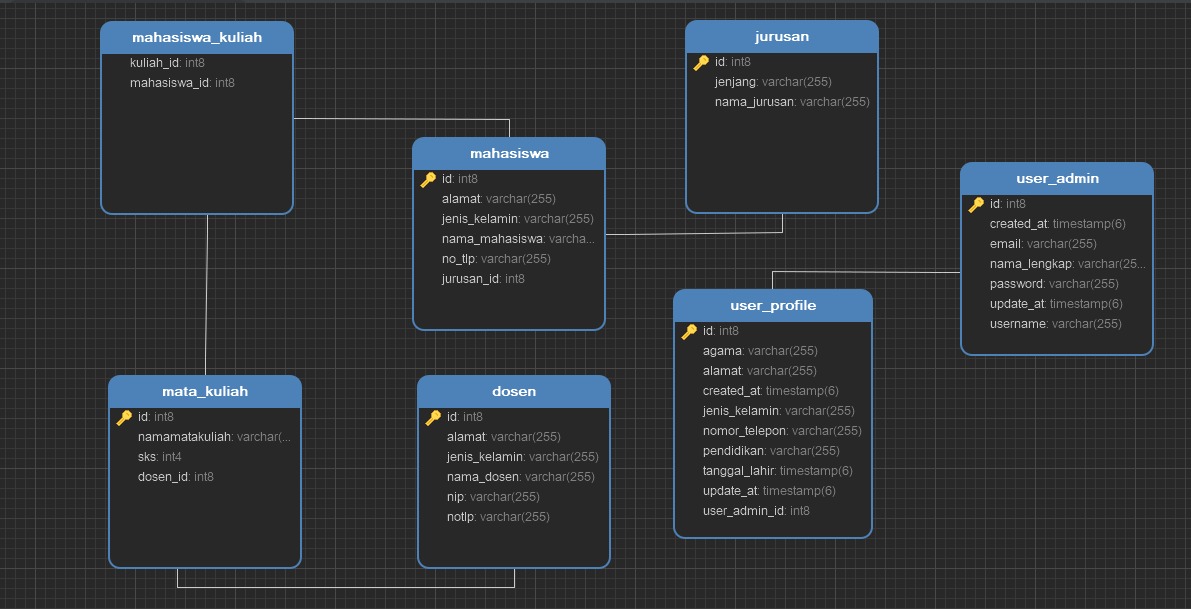 mahasiswa_kuliah
kuliah_id: int8
mahasiswa_id: int8
jurusan
id: int8
jenjang: varchar(255)
nama_jurusan: varchar(255)
mahasiswa
id: int8
alamat: varchar(255)
jenis_kelamin: varchar(255)
nama_mahasiswa: varcha...
no_tlp: varchar(255)
jurusan_id: int8
user_admin
id: int8
created_at: timestamp(6)
email: varchar(255)
nama_lengkap: varchar(25...
password: varchar(255)
update_at: timestamp(6)
username: varchar(255)
user_profile
id: int8
agama: varchar(255)
alamat: varchar(255)
created_at: timestamp(6)
jenis_kelamin: varchar(255)
nomor_telepon: varchar(255)
pendidikan: varchar(255)
tanggal_lahir: timestamp(6)
update_at: timestamp(6)
user_admin_id: int8
mata_kuliah
id: int8
namamatakuliah: varchar(...
sks: int4
dosen_id: int8
dosen
id: int8
alamat: varchar(255)
jenis_kelamin: varchar(255)
nama_dosen: varchar(255)
nip: varchar(255)
notlp: varchar(255)